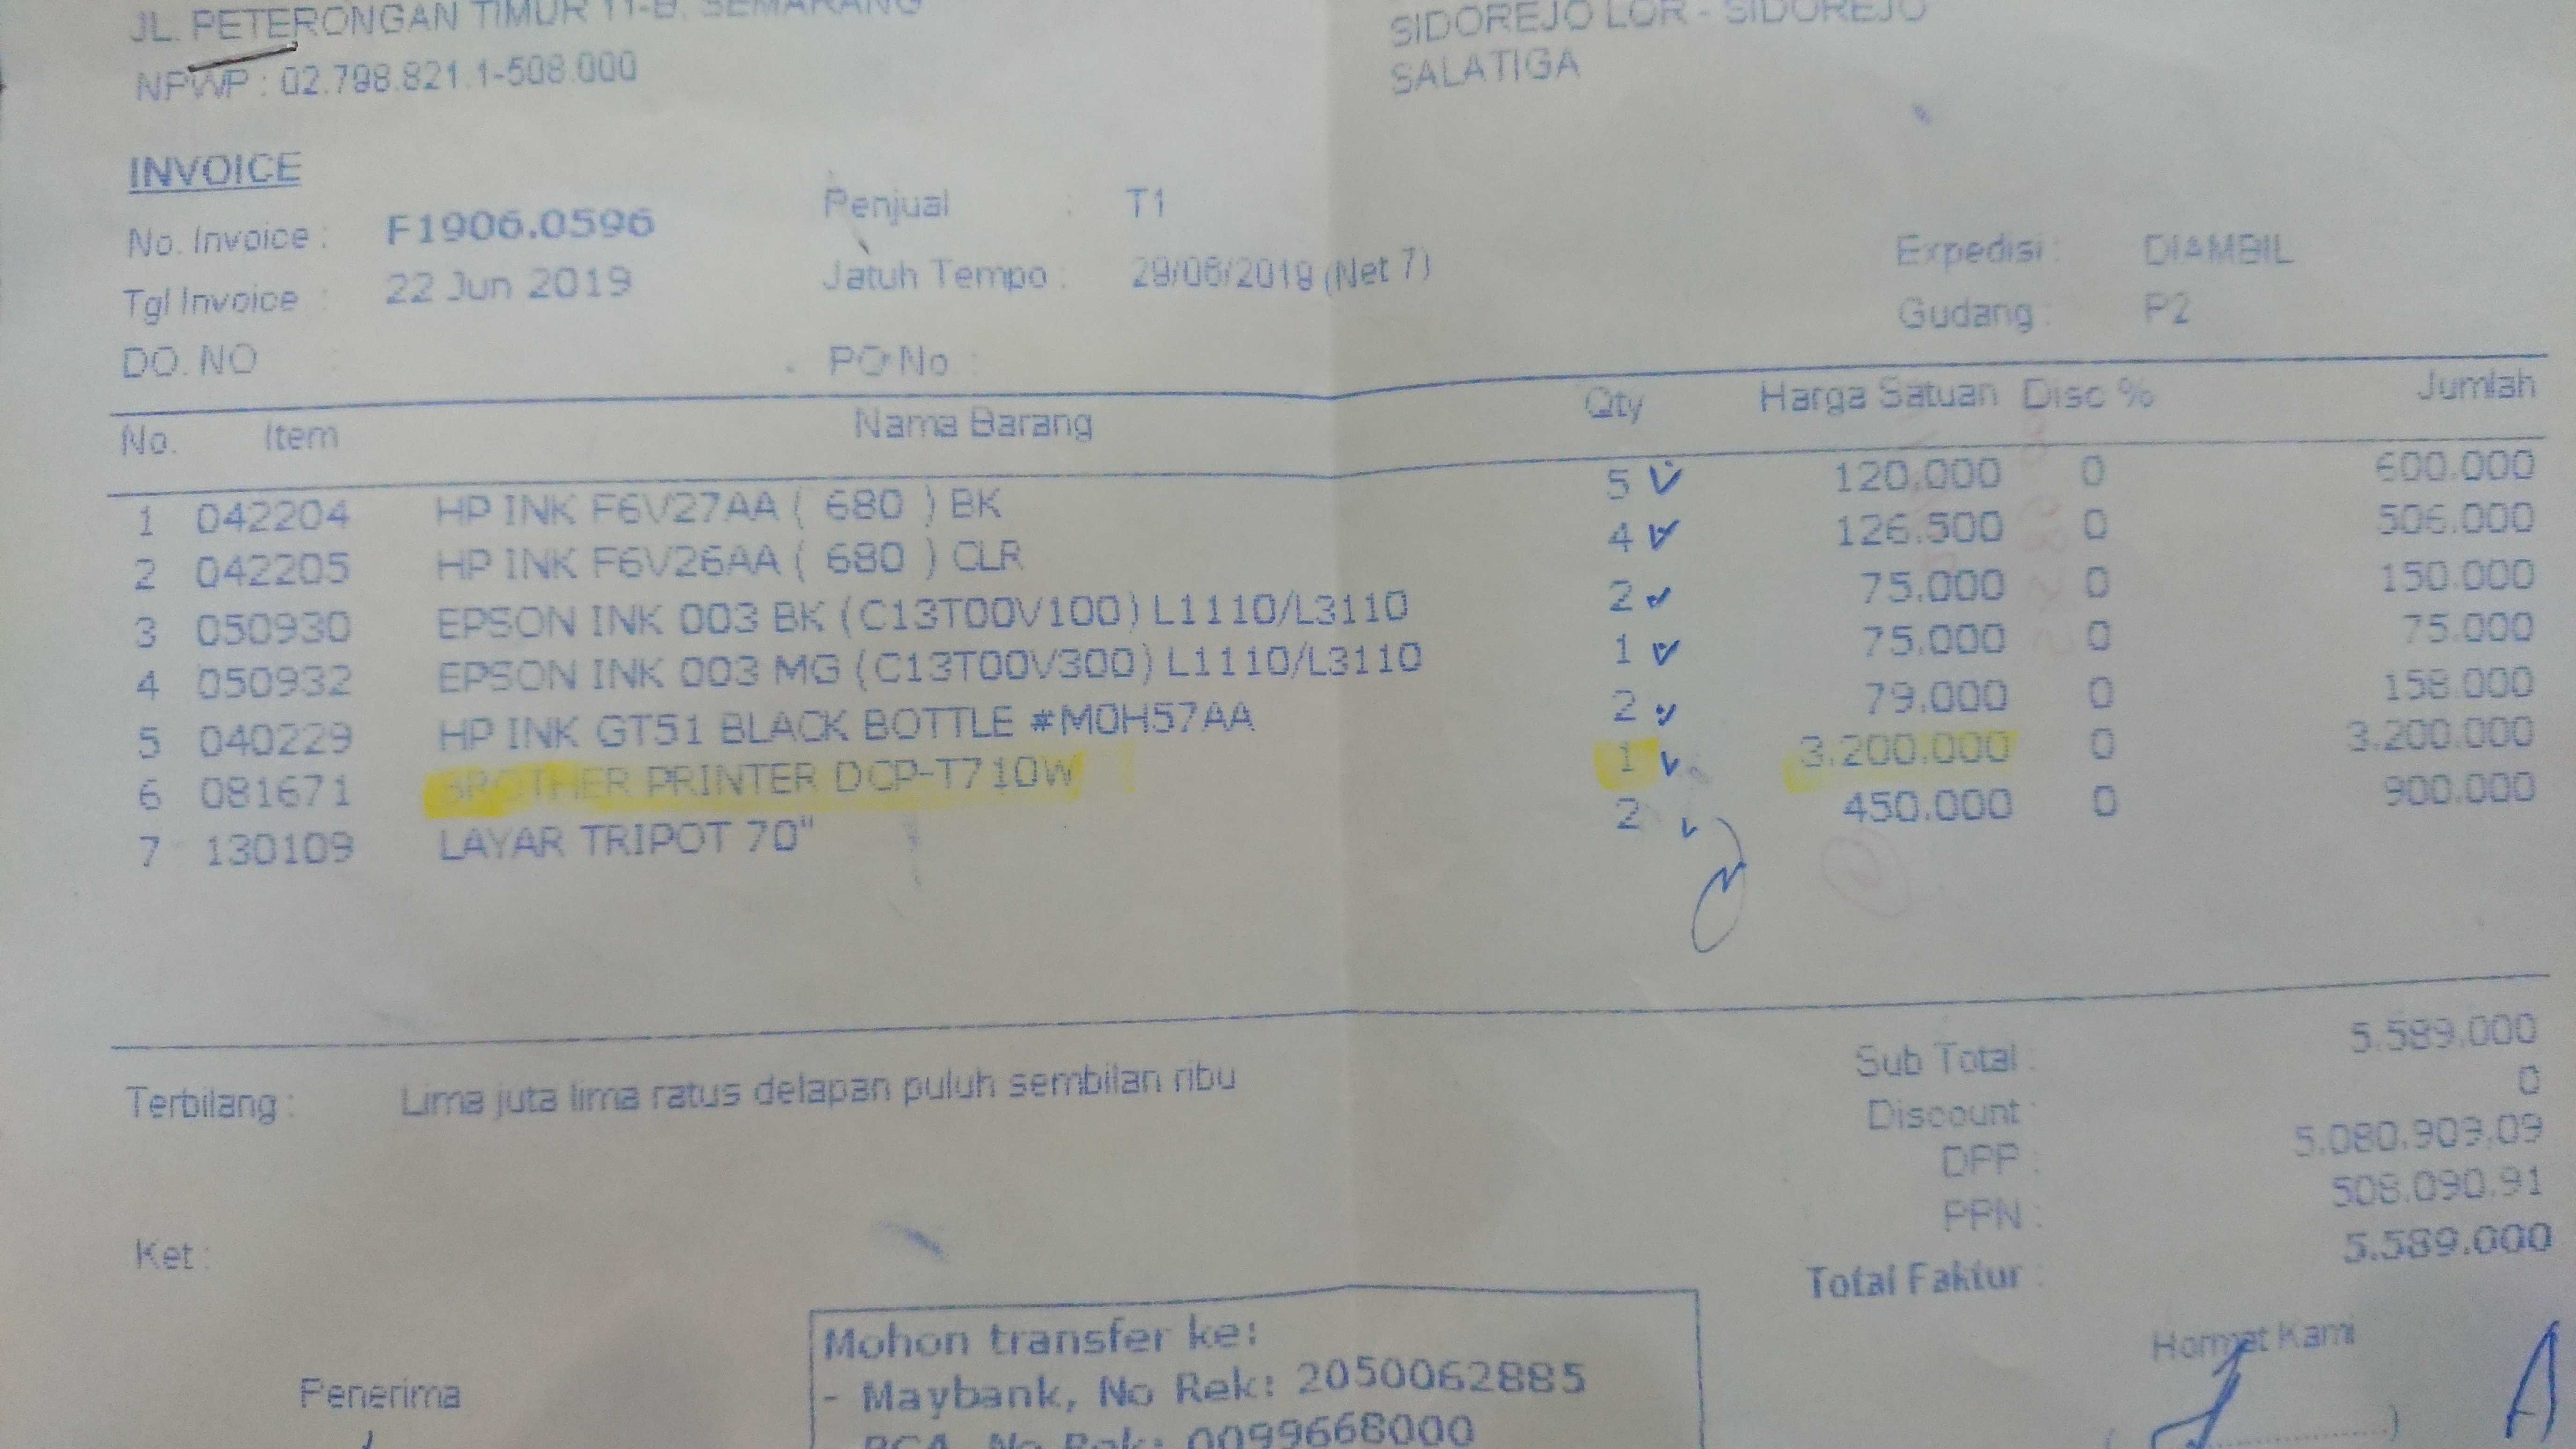 JL. PETERONGAN TIMUR 11-B, SEMARANG
NPWP : 02.798.821.1-508.000
SIDOREJO LOR - SIDOREJO
SALATIGA
INVOICE
No. Invoice : F1906.0596
Tgl Invoice : 22 Jun 2019
DO. NO :
Penjual : T1
Jatuh Tempo : 29/06/2019 (Net 7)
PO No :
Expedisi : DIAMBIL
Gudang : P2
No. Item Nama Barang Qty Harga Satuan Disc % Jumlah
1 042204 HP INK F6V27AA ( 680 ) BK 5 120.000 0 600.000
2 042205 HP INK F6V26AA ( 680 ) CLR 4 126.500 0 506.000
3 050930 EPSON INK 003 BK (C13T00V100) L1110/L3110 2 75.000 0 150.000
4 050932 EPSON INK 003 MG (C13T00V300) L1110/L3110 1 75.000 0 75.000
5 040229 HP INK GT51 BLACK BOTTLE #M0H57AA 2 79.000 0 158.000
6 081671 BROTHER PRINTER DCP-T710W 1 3.200.000 0 3.200.000
7 130109 LAYAR TRIPOT 70" 2 450.000 0 900.000
Terbilang : Lima juta lima ratus delapan puluh sembilan ribu
Sub Total : 5.589.000
Discount : 0
DPP : 5.080.909.09
PPN : 508.090.91
Total Faktur : 5.589.000
Ket :
Mohon transfer ke:
- Maybank, No Rek: 2050062885
BCA, No Rek: 0099668000
Penerima
Hormat Kami